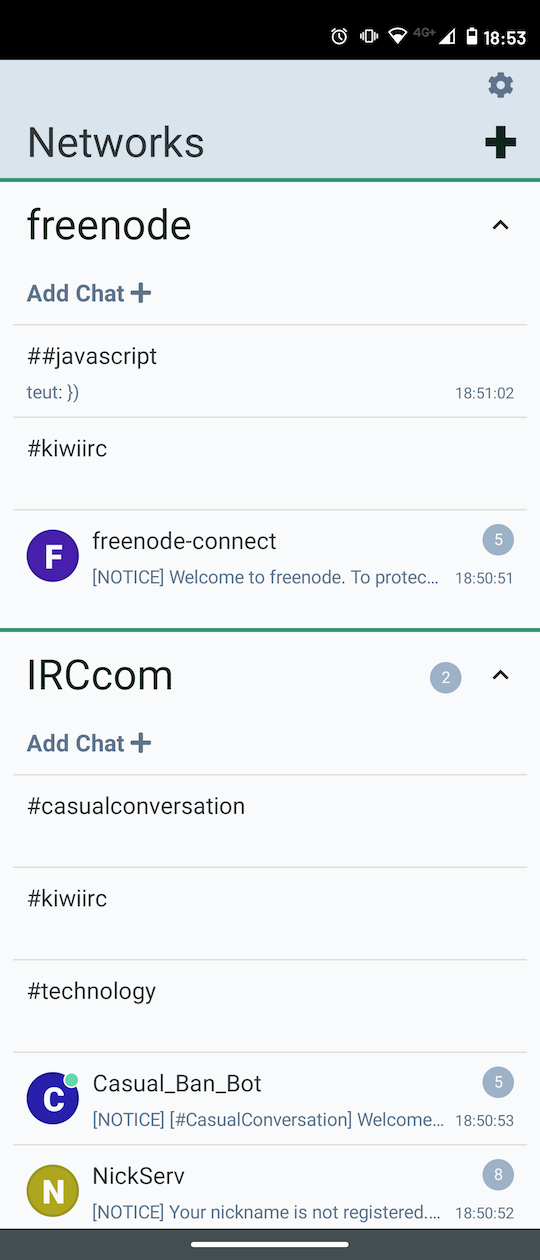 4G+ 18:53
Networks
freenode
Add Chat
##javascript
teut: })
18:51:02
#kiwiirc
F
freenode-connect
5
[NOTICE] Welcome to freenode. To protec...
18:50:51
IRCcom
2
Add Chat
#casualconversation
#kiwiirc
#technology
C
Casual_Ban_Bot
5
[NOTICE] [#CasualConversation] Welcome...
18:50:53
N
NickServ
8
[NOTICE] Your nickname is not registered....
18:50:52